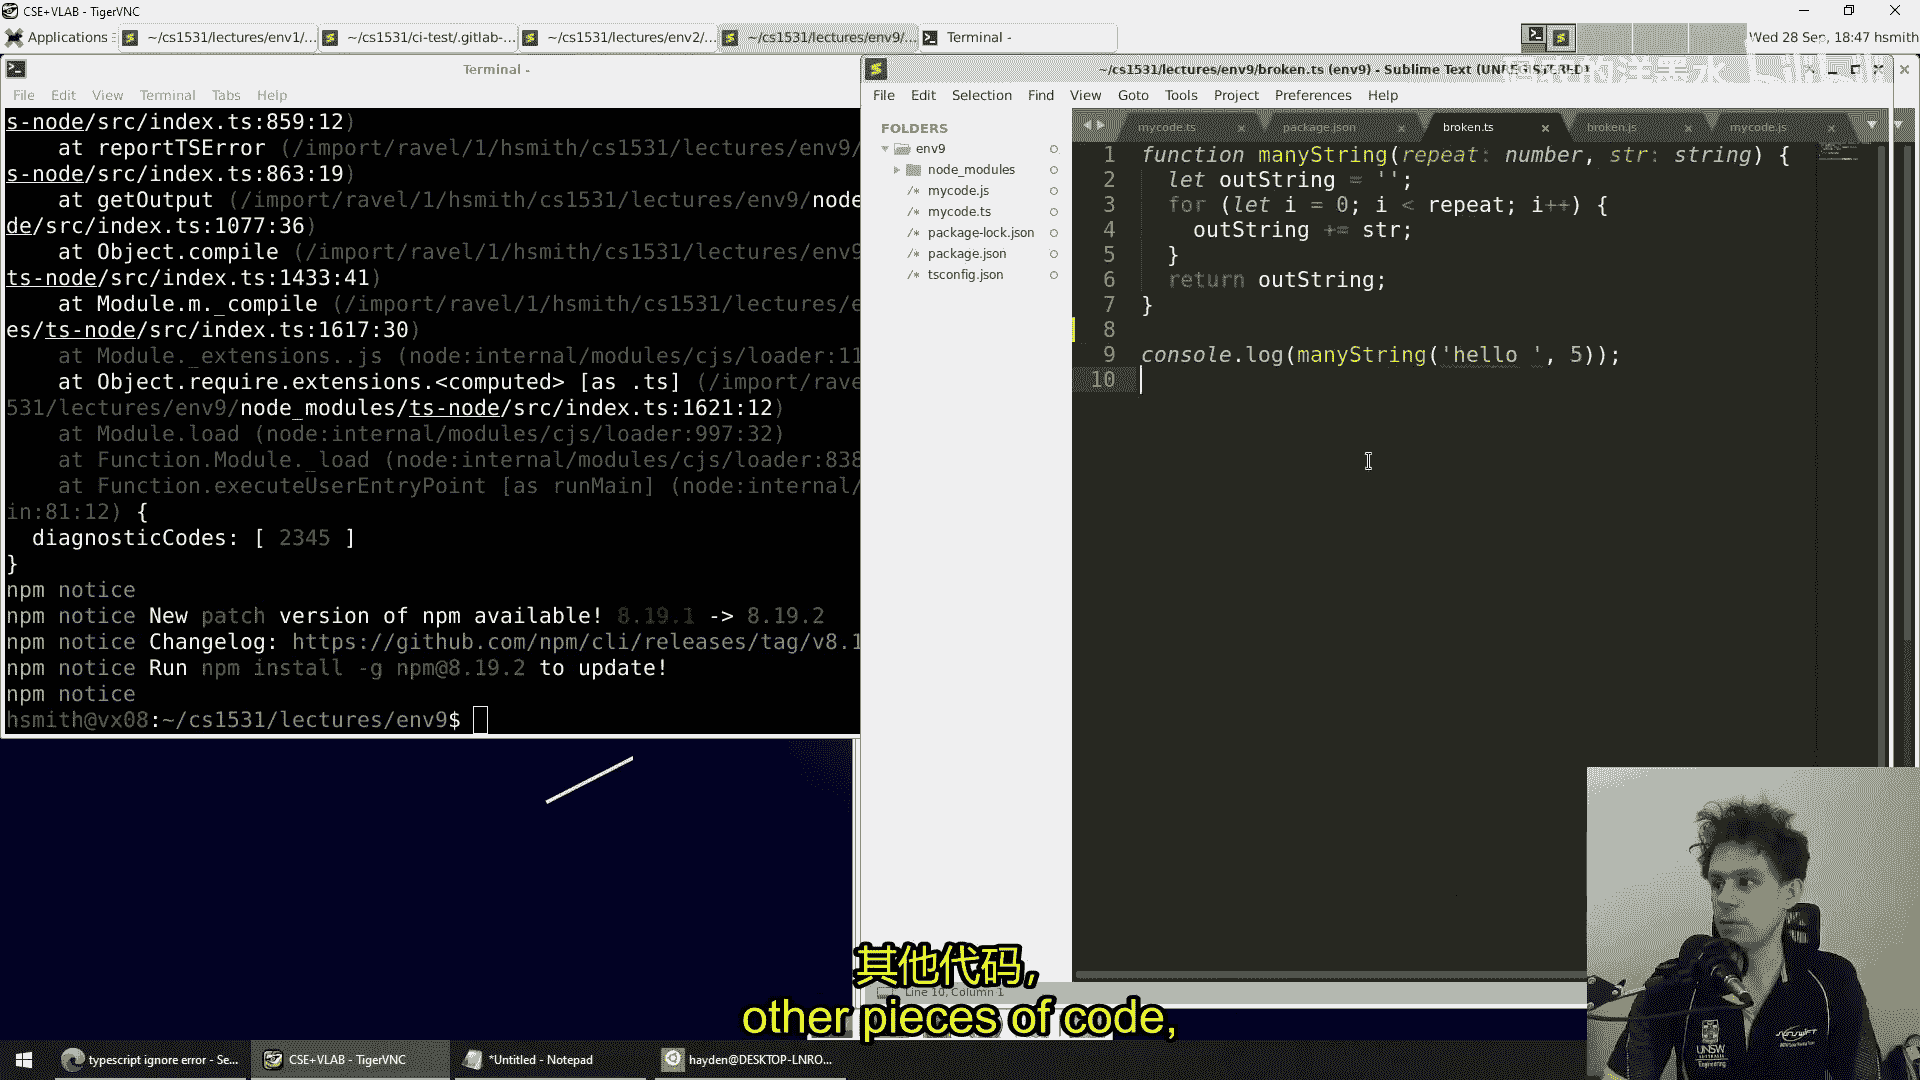 CSE+VLAB - TigerVNC
Applications
~/cs1531/lectures/env1/...
~/cs1531/ci-test/.gitlab-...
~/cs1531/lectures/env2/...
~/cs1531/lectures/env9/...
Terminal -
Wed 28 Sep, 18:47 hsmith
Terminal -
File Edit View Terminal Tabs Help
s-node/src/index.ts:859:12)
at reportTSError (/import/ravel/1/hsmith/cs1531/lectures/env9/
s-node/src/index.ts:863:19)
at getOutput (/import/ravel/1/hsmith/cs1531/lectures/env9/node
de/src/index.ts:1077:36)
at Object.compile (/import/ravel/1/hsmith/cs1531/lectures/env9
ts-node/src/index.ts:1433:41)
at Module.m._compile (/import/ravel/1/hsmith/cs1531/lectures/e
es/ts-node/src/index.ts:1617:30)
at Module._extensions..js (node:internal/modules/cjs/loader:11
at Object.require.extensions.<computed> [as .ts] (/import/rave
531/lectures/env9/node_modules/ts-node/src/index.ts:1621:12)
at Module.load (node:internal/modules/cjs/loader:997:32)
at Function.Module._load (node:internal/modules/cjs/loader:838
at Function.executeUserEntryPoint [as runMain] (node:internal/
in:81:12) {
diagnosticCodes: [ 2345 ]
}
npm notice
npm notice New patch version of npm available! 8.19.1 -> 8.19.2
npm notice Changelog: https://github.com/npm/cli/releases/tag/v8.1
npm notice Run npm install -g npm@8.19.2 to update!
npm notice
hsmith@vx08:~/cs1531/lectures/env9$
~/cs1531/lectures/env9/broken.ts (env9) - Sublime Text (UNREGISTERED)
File Edit Selection Find View Goto Tools Project Preferences Help
FOLDERS
env9
node_modules
mycode.js
mycode.ts
package-lock.json
package.json
tsconfig.json
mycode.ts
package.json
broken.ts
broken.js
mycode.js
1 function manyString(repeat: number, str: string) {
2 let outString = '';
3 for (let i = 0; i < repeat; i++) {
4 outString += str;
5 }
6 return outString;
7 }
8
9 console.log(manyString('hello ', 5));
10
Line 10, Column 1
其他代码,
other pieces of code,
UNSW
typescript ignore error - Se...
CSE+VLAB - TigerVNC
*Untitled - Notepad
hayden@DESKTOP-LNRO...